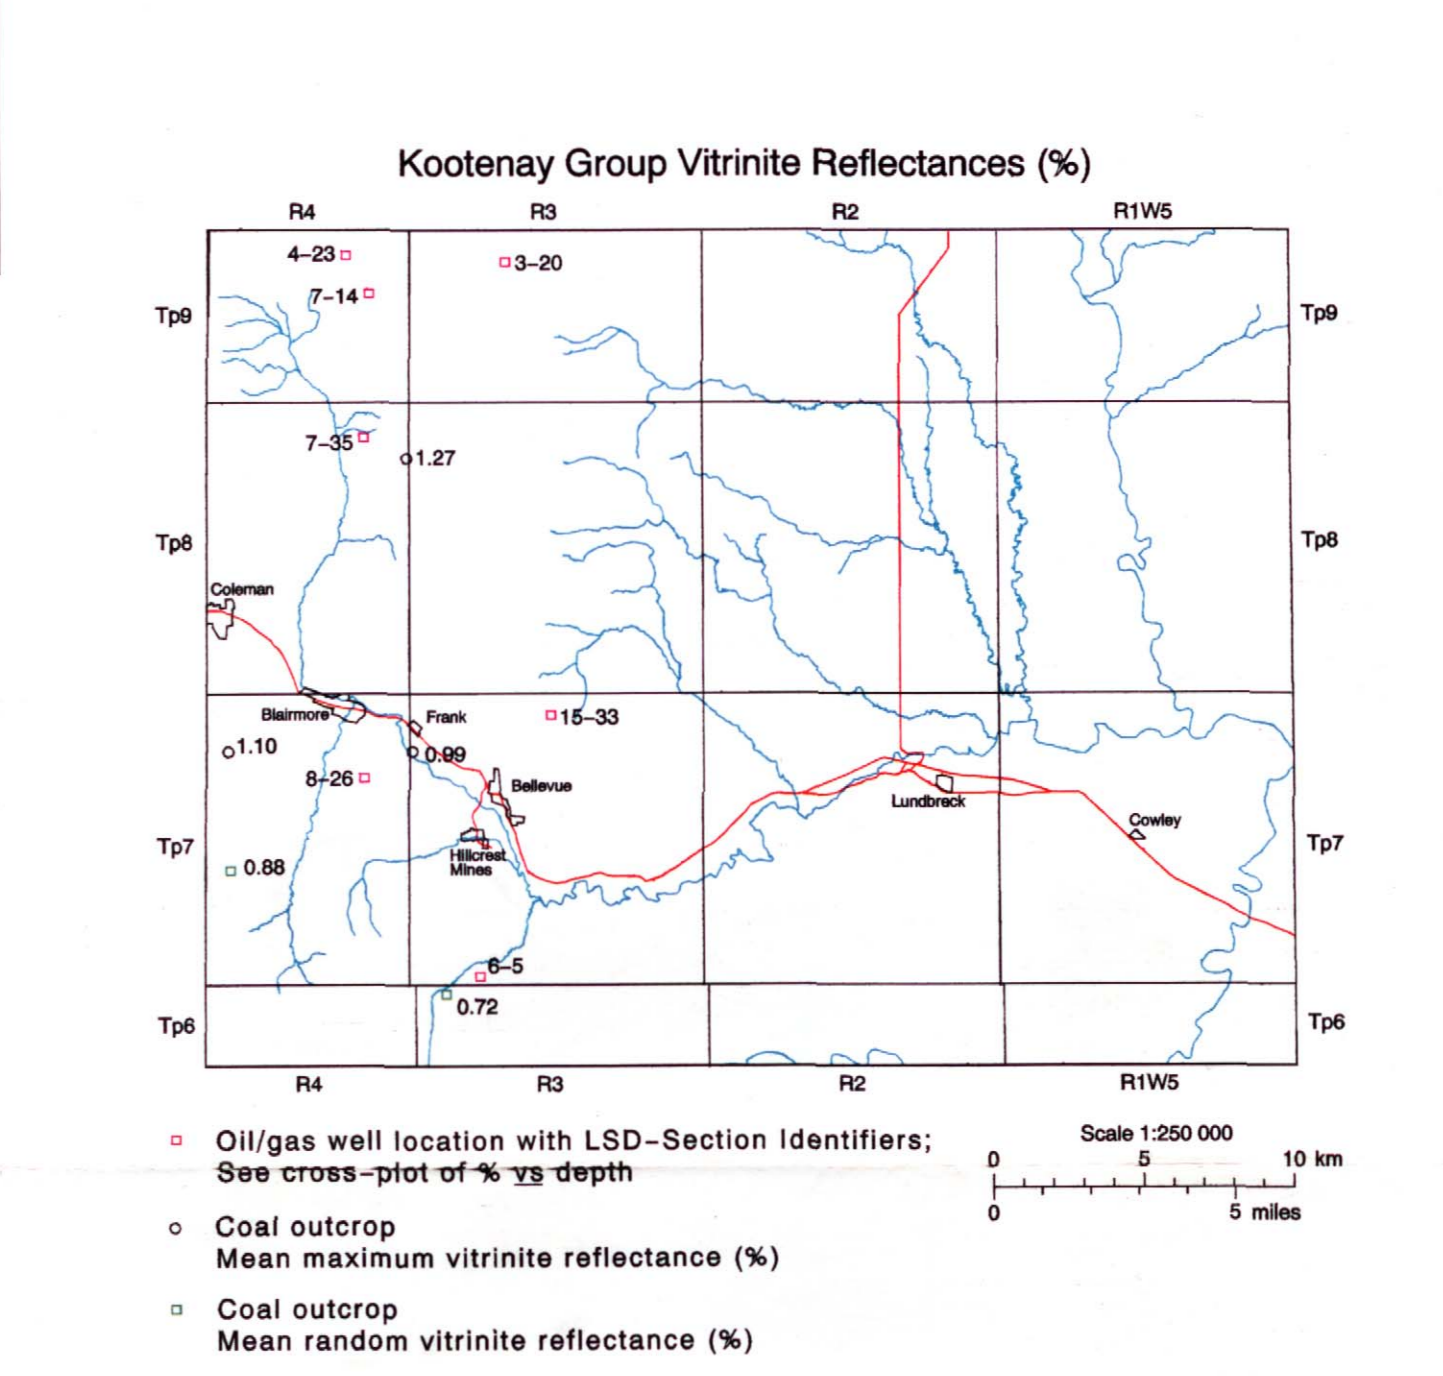 Kootenay Group Vitrinite Reflectances (%)
R4 R3 R2 R1W5
4–23
3–20
7–14
Tp9 Tp9
7–35
1.27
Tp8 Tp8
Coleman
Blairmore
Frank
15–33
1.10
0.99
8–26
Bellevue
Lundbreck
Cowley
Tp7 Tp7
Hillcrest
Mines
0.88
6–5
0.72
Tp6 Tp6
R4 R3 R2 R1W5
Oil/gas well location with LSD–Section Identifiers;
See cross–plot of % vs depth
Coal outcrop
Mean maximum vitrinite reflectance (%)
Coal outcrop
Mean random vitrinite reflectance (%)
Scale 1:250 000
0 5 10 km
0 5 miles